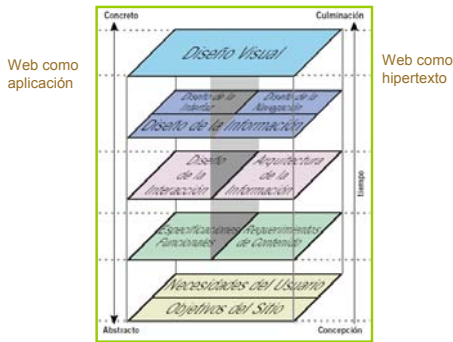 Concreto
Culminación
Web como
aplicación
Web como
hipertexto
Diseño Visual
Diseño de la
Interfaz
Diseño de la
Navegación
Diseño de la Información
Diseño
de la
Interacción
Arquitectura
de la
Información
tiempo
Especificaciones
Funcionales
Requerimientos
de Contenido
Necesidades del Usuario
Objetivos del Sitio
Abstracto
Concepción